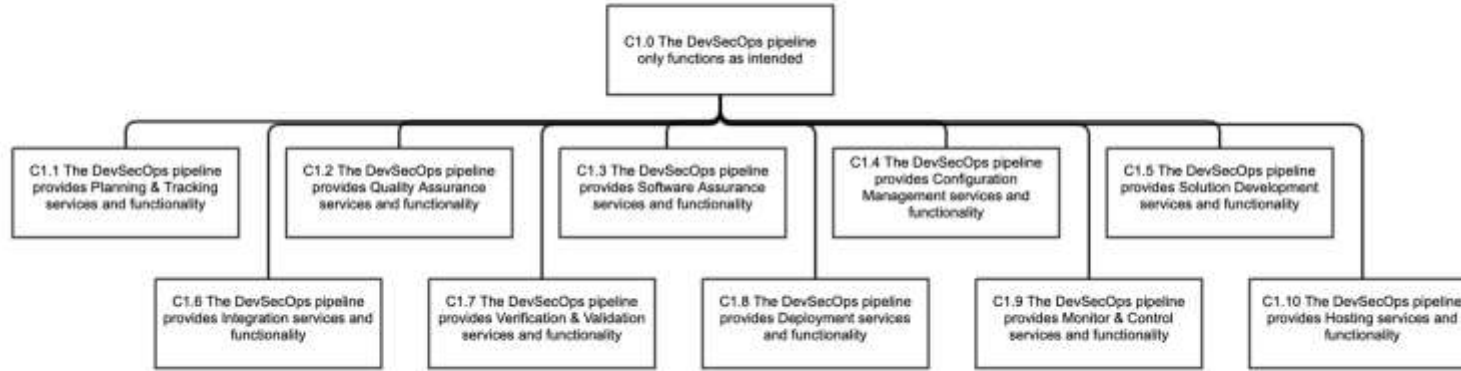 C1.0 The DevSecOps pipeline
only functions as intended
C1.1 The DevSecOps pipeline
provides Planning & Tracking
services and functionality
C1.2 The DevSecOps pipeline
provides Quality Assurance
services and functionality
C1.3 The DevSecOps pipeline
provides Software Assurance
services and functionality
C1.4 The DevSecOps pipeline
provides Configuration
Management services and
functionality
C1.5 The DevSecOps pipeline
provides Solution Development
services and functionality
C1.6 The DevSecOps pipeline
provides Integration services and
functionality
C1.7 The DevSecOps pipeline
provides Verification & Validation
services and functionality
C1.8 The DevSecOps pipeline
provides Deployment services
and functionality
C1.9 The DevSecOps pipeline
provides Monitor & Control
services and functionality
C1.10 The DevSecOps pipeline
provides Hosting services and
functionality